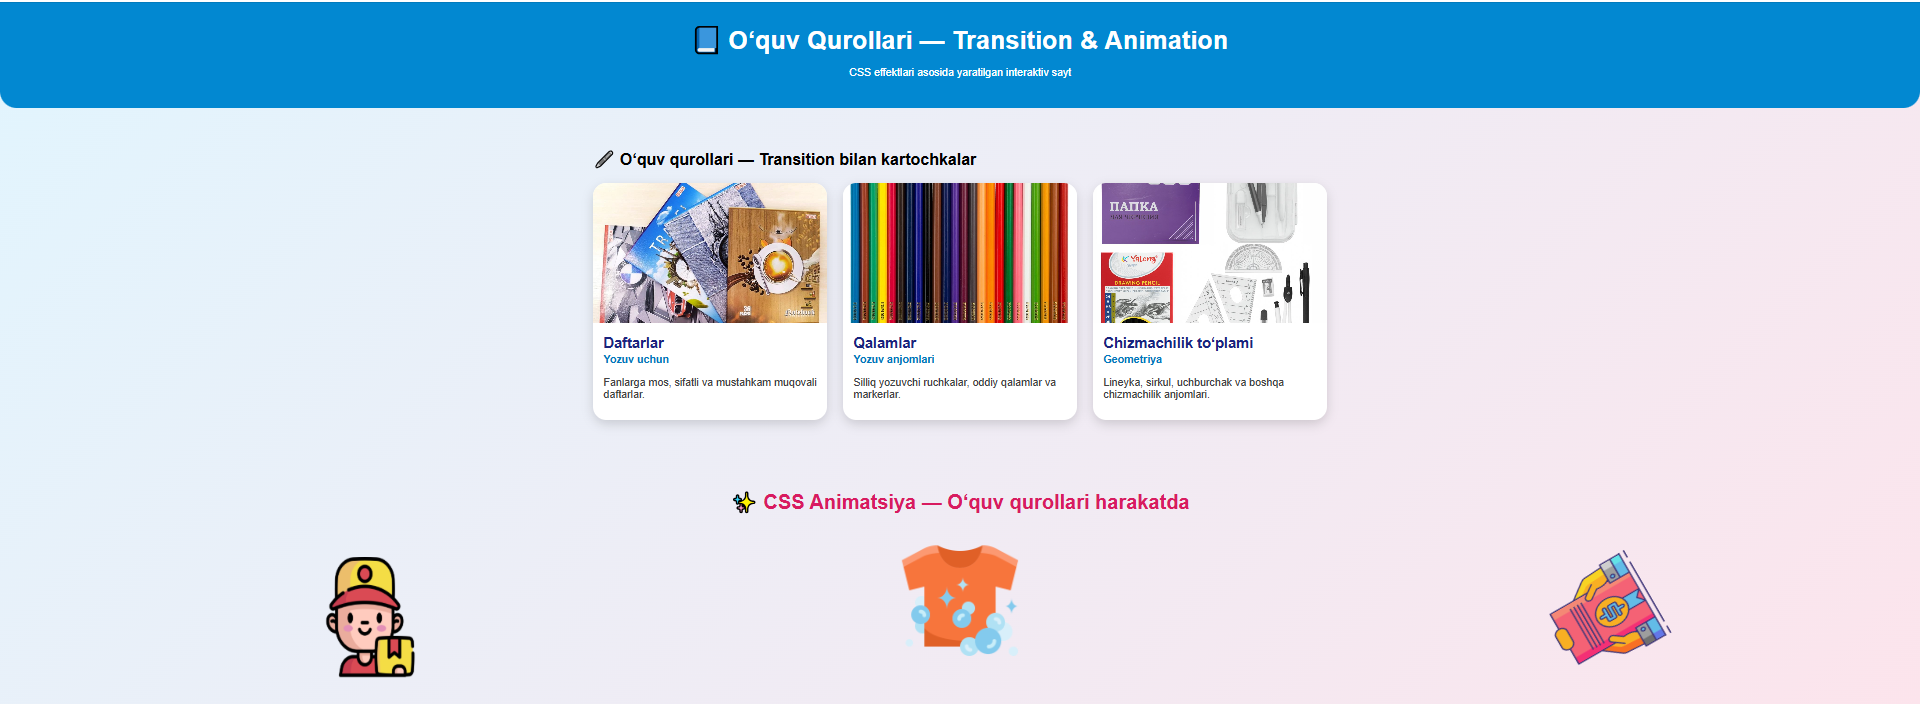 O‘quv Qurollari — Transition & Animation
CSS effektlari asosida yaratilgan interaktiv sayt
O‘quv qurollari — Transition bilan kartochkalar
ПАПКА
DRAWING PENCIL
Daftarlar
Yozuv uchun
Fanlarga mos, sifatli va mustahkam muqovali
daftarlar.
Qalamlar
Yozuv anjomlari
Silliq yozuvchi ruchkalar, oddiy qalamlar va
markerlar.
Chizmachilik to‘plami
Geometriya
Lineyka, sirkul, uchburchak va boshqa
chizmachilik anjomlari.
CSS Animatsiya — O‘quv qurollari harakatda